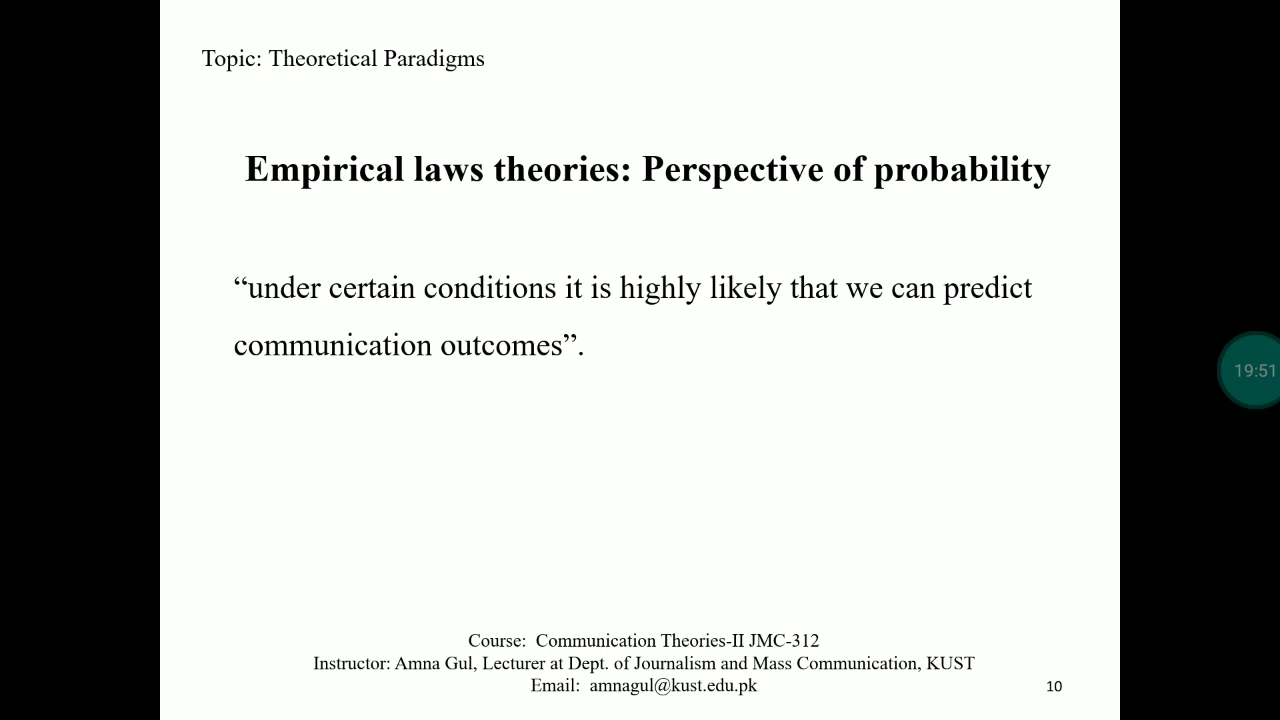 Topic: Theoretical Paradigms
Empirical laws theories: Perspective of probability
“under certain conditions it is highly likely that we can predict
communication outcomes”.
19:51
Course:  Communication Theories-II JMC-312
Instructor: Amna Gul, Lecturer at Dept. of Journalism and Mass Communication, KUST
Email:  amnagul@kust.edu.pk
10